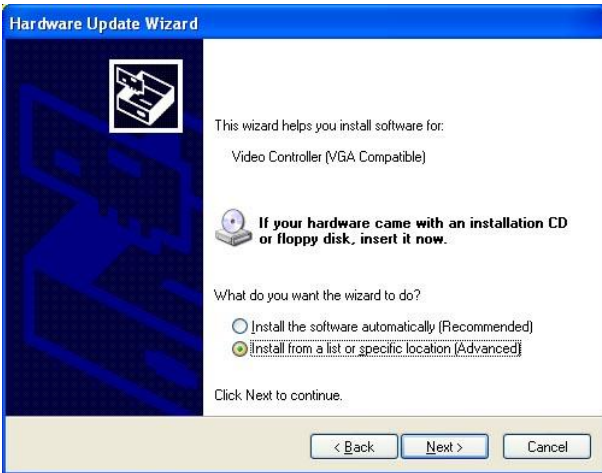 Hardware Update Wizard
This wizard helps you install software for:
Video Controller (VGA Compatible)
If your hardware came with an installation CD
or floppy disk, insert it now.
What do you want the wizard to do?
Install the software automatically (Recommended)
Install from a list or specific location (Advanced)
Click Next to continue.
< Back Next > Cancel